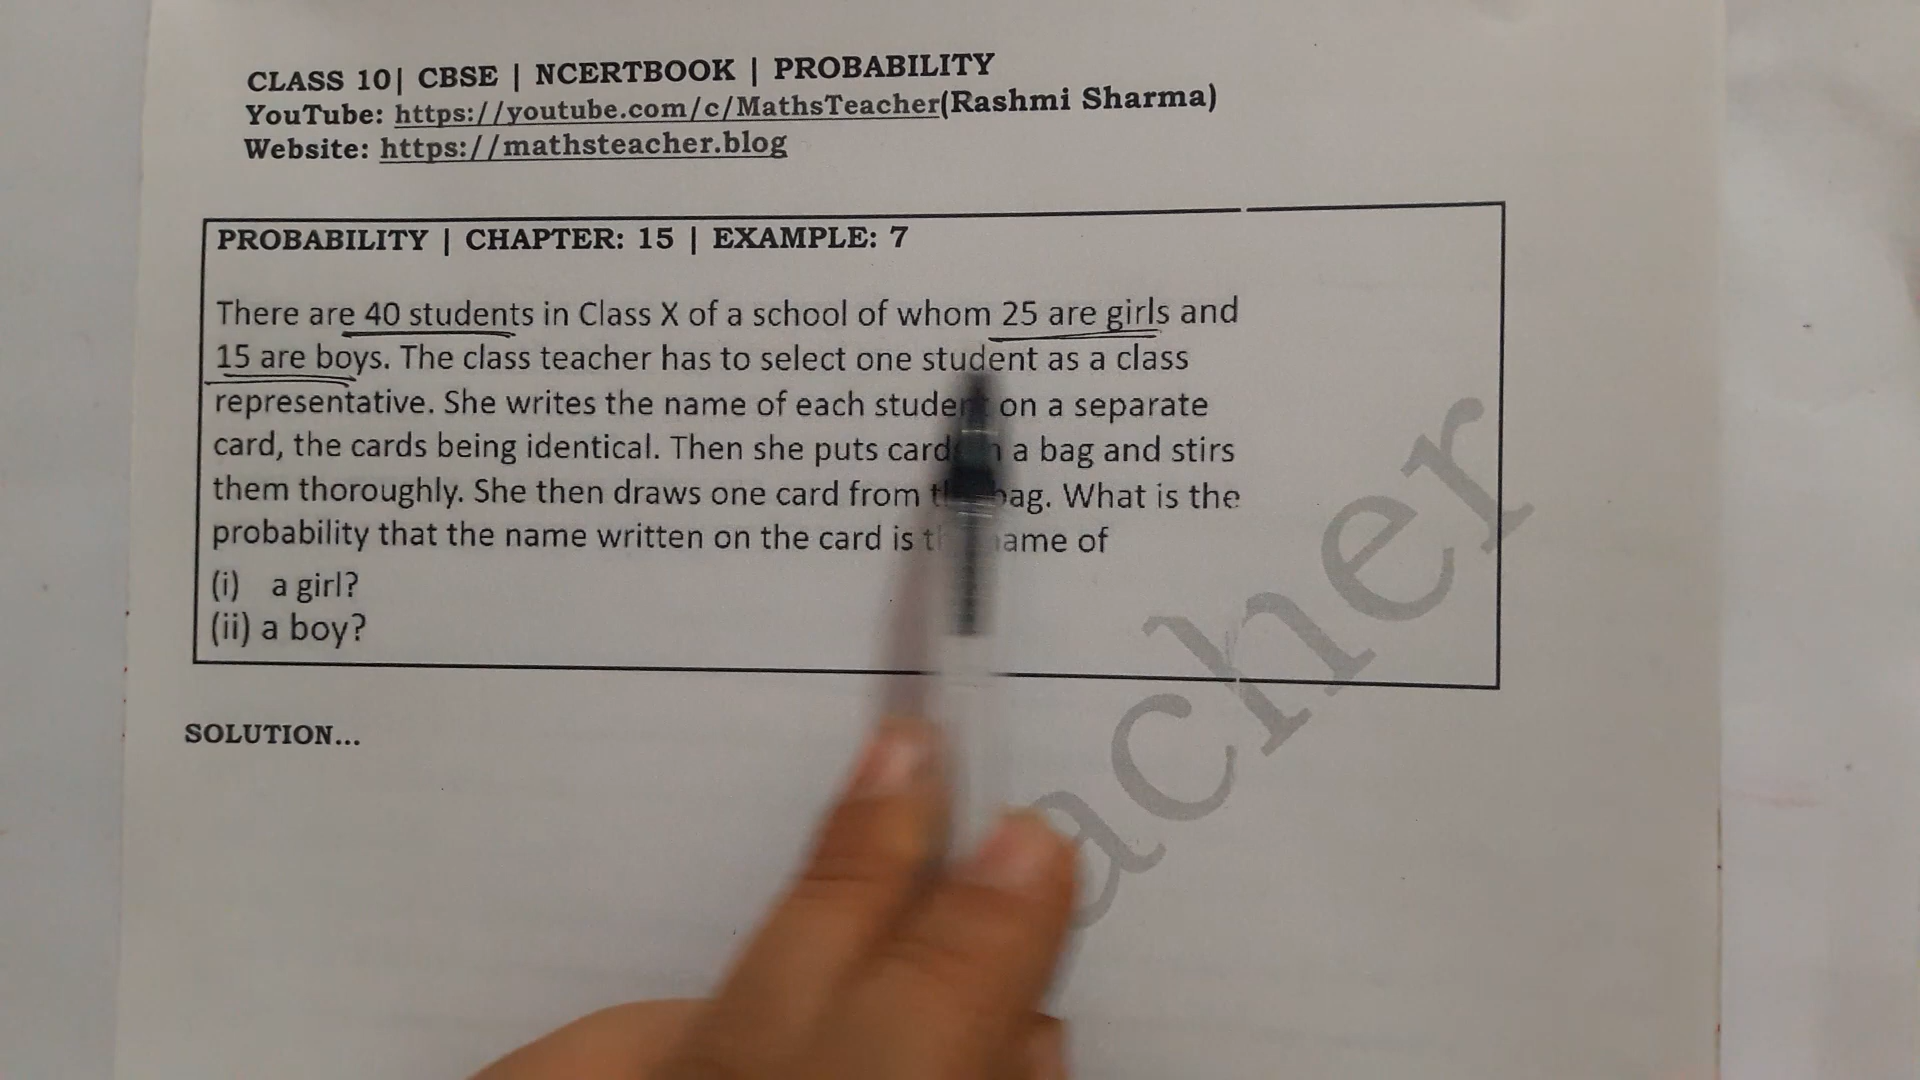 CLASS 10| CBSE | NCERTBOOK | PROBABILITY
YouTube: https://youtube.com/c/MathsTeacher(Rashmi Sharma)
Website: https://mathsteacher.blog
PROBABILITY | CHAPTER: 15 | EXAMPLE: 7
There are 40 students in Class X of a school of whom 25 are girls and
15 are boys. The class teacher has to select one student as a class
representative. She writes the name of each student on a separate
card, the cards being identical. Then she puts cards a bag and stirs
them thoroughly. She then draws one card from the bag. What is the
probability that the name written on the card is the name of
(i) a girl?
(ii) a boy?
SOLUTION...
acher